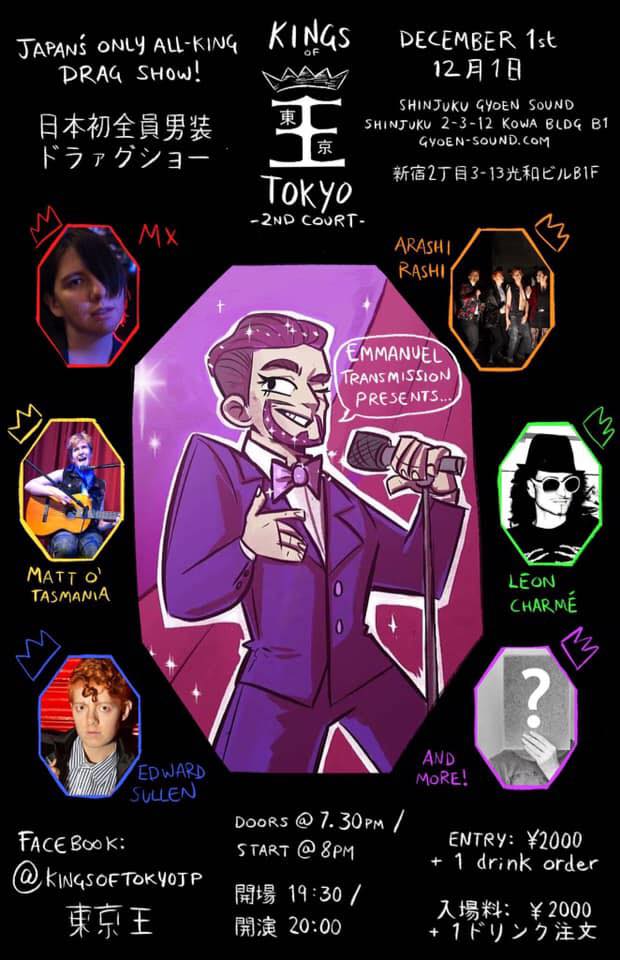 JAPAN'S ONLY ALL-KING
DRAG SHOW!
日本初全員男装
ドラァグショー
KINGS
OF
王
東
京
TOKYO
-2ND COURT-
DECEMBER 1st
12月1日
SHINJUKU GYOEN SOUND
SHINJUKU 2-3-12 KOWA BLDG B1
GYOEN-SOUND.COM
新宿2丁目3-13光和ビルB1F
MX
ARASHI
RASHI
EMMANUEL
TRANSMISSION
PRESENTS...
MATT O'
TASMANIA
LÉON
CHARMÉ
EDWARD
SULLEN
?
AND
MORE!
FACEBOOK:
@KINGSOFTOKYOJP
東京王
DOORS @ 7.30PM /
START @ 8PM
開場 19:30 /
開演 20:00
ENTRY: ¥2000
+ 1 drink order
入場料: ¥2000
+1ドリンク注文